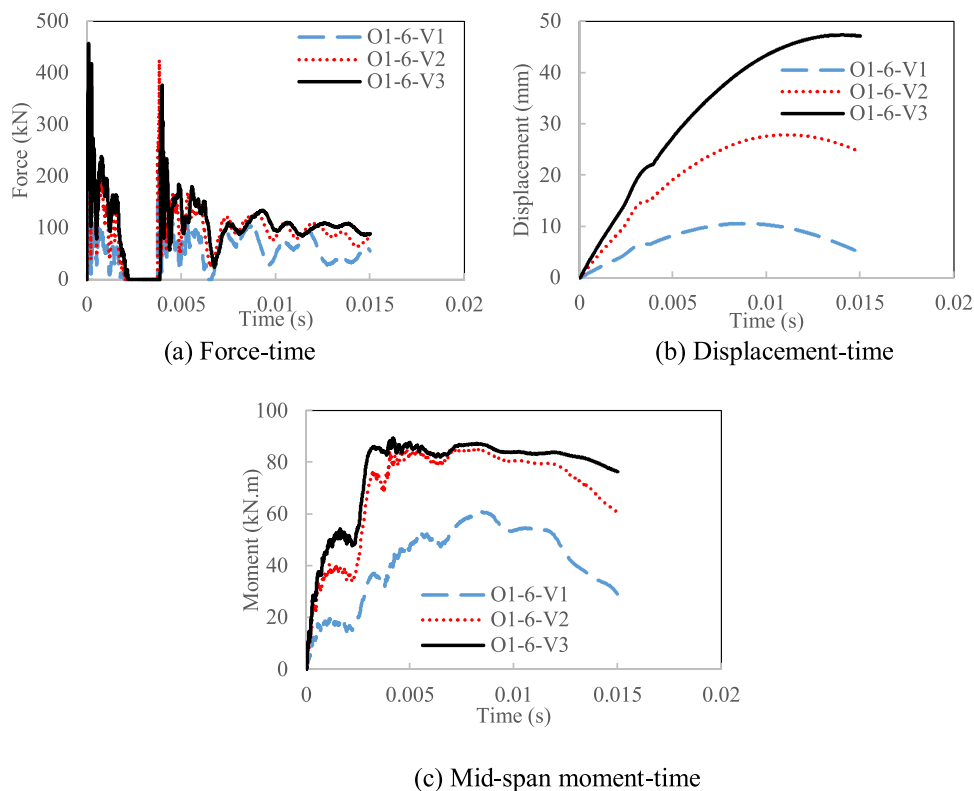 500
400
300
200
100
0
Force (kN)
O1-6-V1
O1-6-V2
O1-6-V3
0 0.005 0.01 0.015 0.02
Time (s)
(a) Force-time
50
40
30
20
10
0
Displacement (mm)
O1-6-V1
O1-6-V2
O1-6-V3
0 0.005 0.01 0.015 0.02
Time (s)
(b) Displacement-time
100
80
60
40
20
0
Moment (kN.m)
O1-6-V1
O1-6-V2
O1-6-V3
0 0.005 0.01 0.015 0.02
Time (s)
(c) Mid-span moment-time